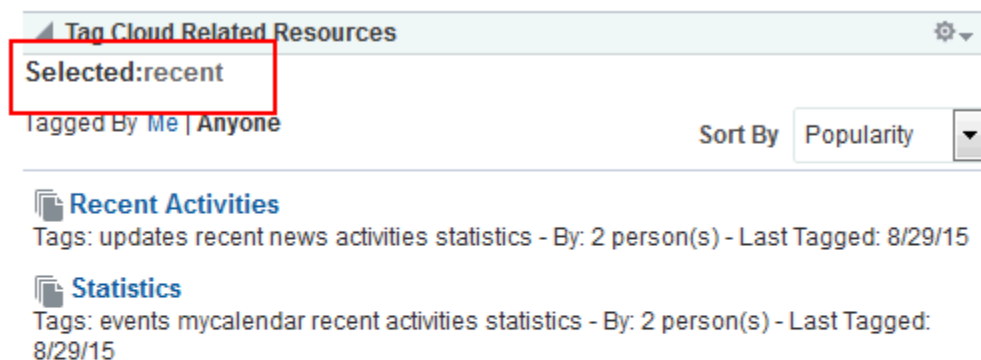 Tag Cloud Related Resources
Selected:recent
Tagged By Me | Anyone
Sort By Popularity
Recent Activities
Tags: updates recent news activities statistics - By: 2 person(s) - Last Tagged: 8/29/15
Statistics
Tags: events mycalendar recent activities statistics - By: 2 person(s) - Last Tagged:
8/29/15